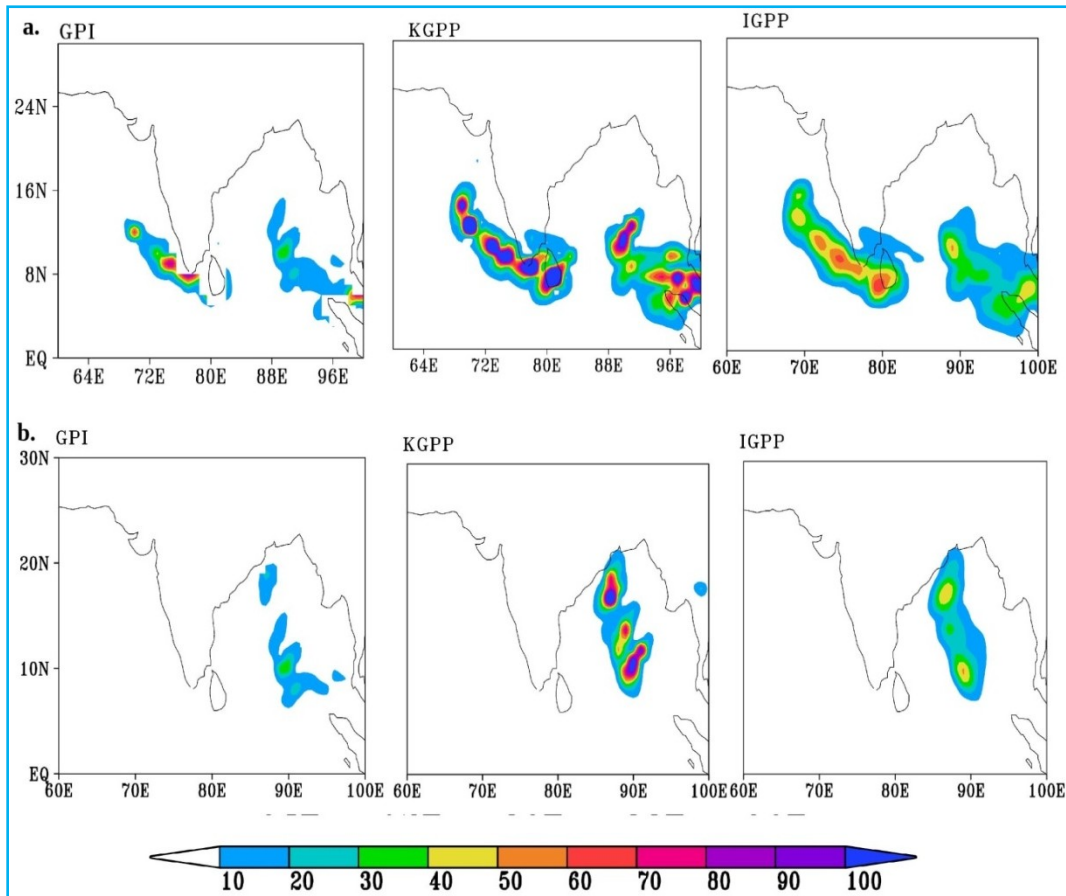 a. GPI KGPP IGPP
24N
16N
8N
EQ
64E 72E 80E 88E 96E
64E 72E 80E 88E 96E
60E 70E 80E 90E 100E
b. GPI KGPP IGPP
30N
20N
10N
EQ
60E 70E 80E 90E 100E
60E 70E 80E 90E 100E
60E 70E 80E 90E 100E
10 20 30 40 50 60 70 80 90 100